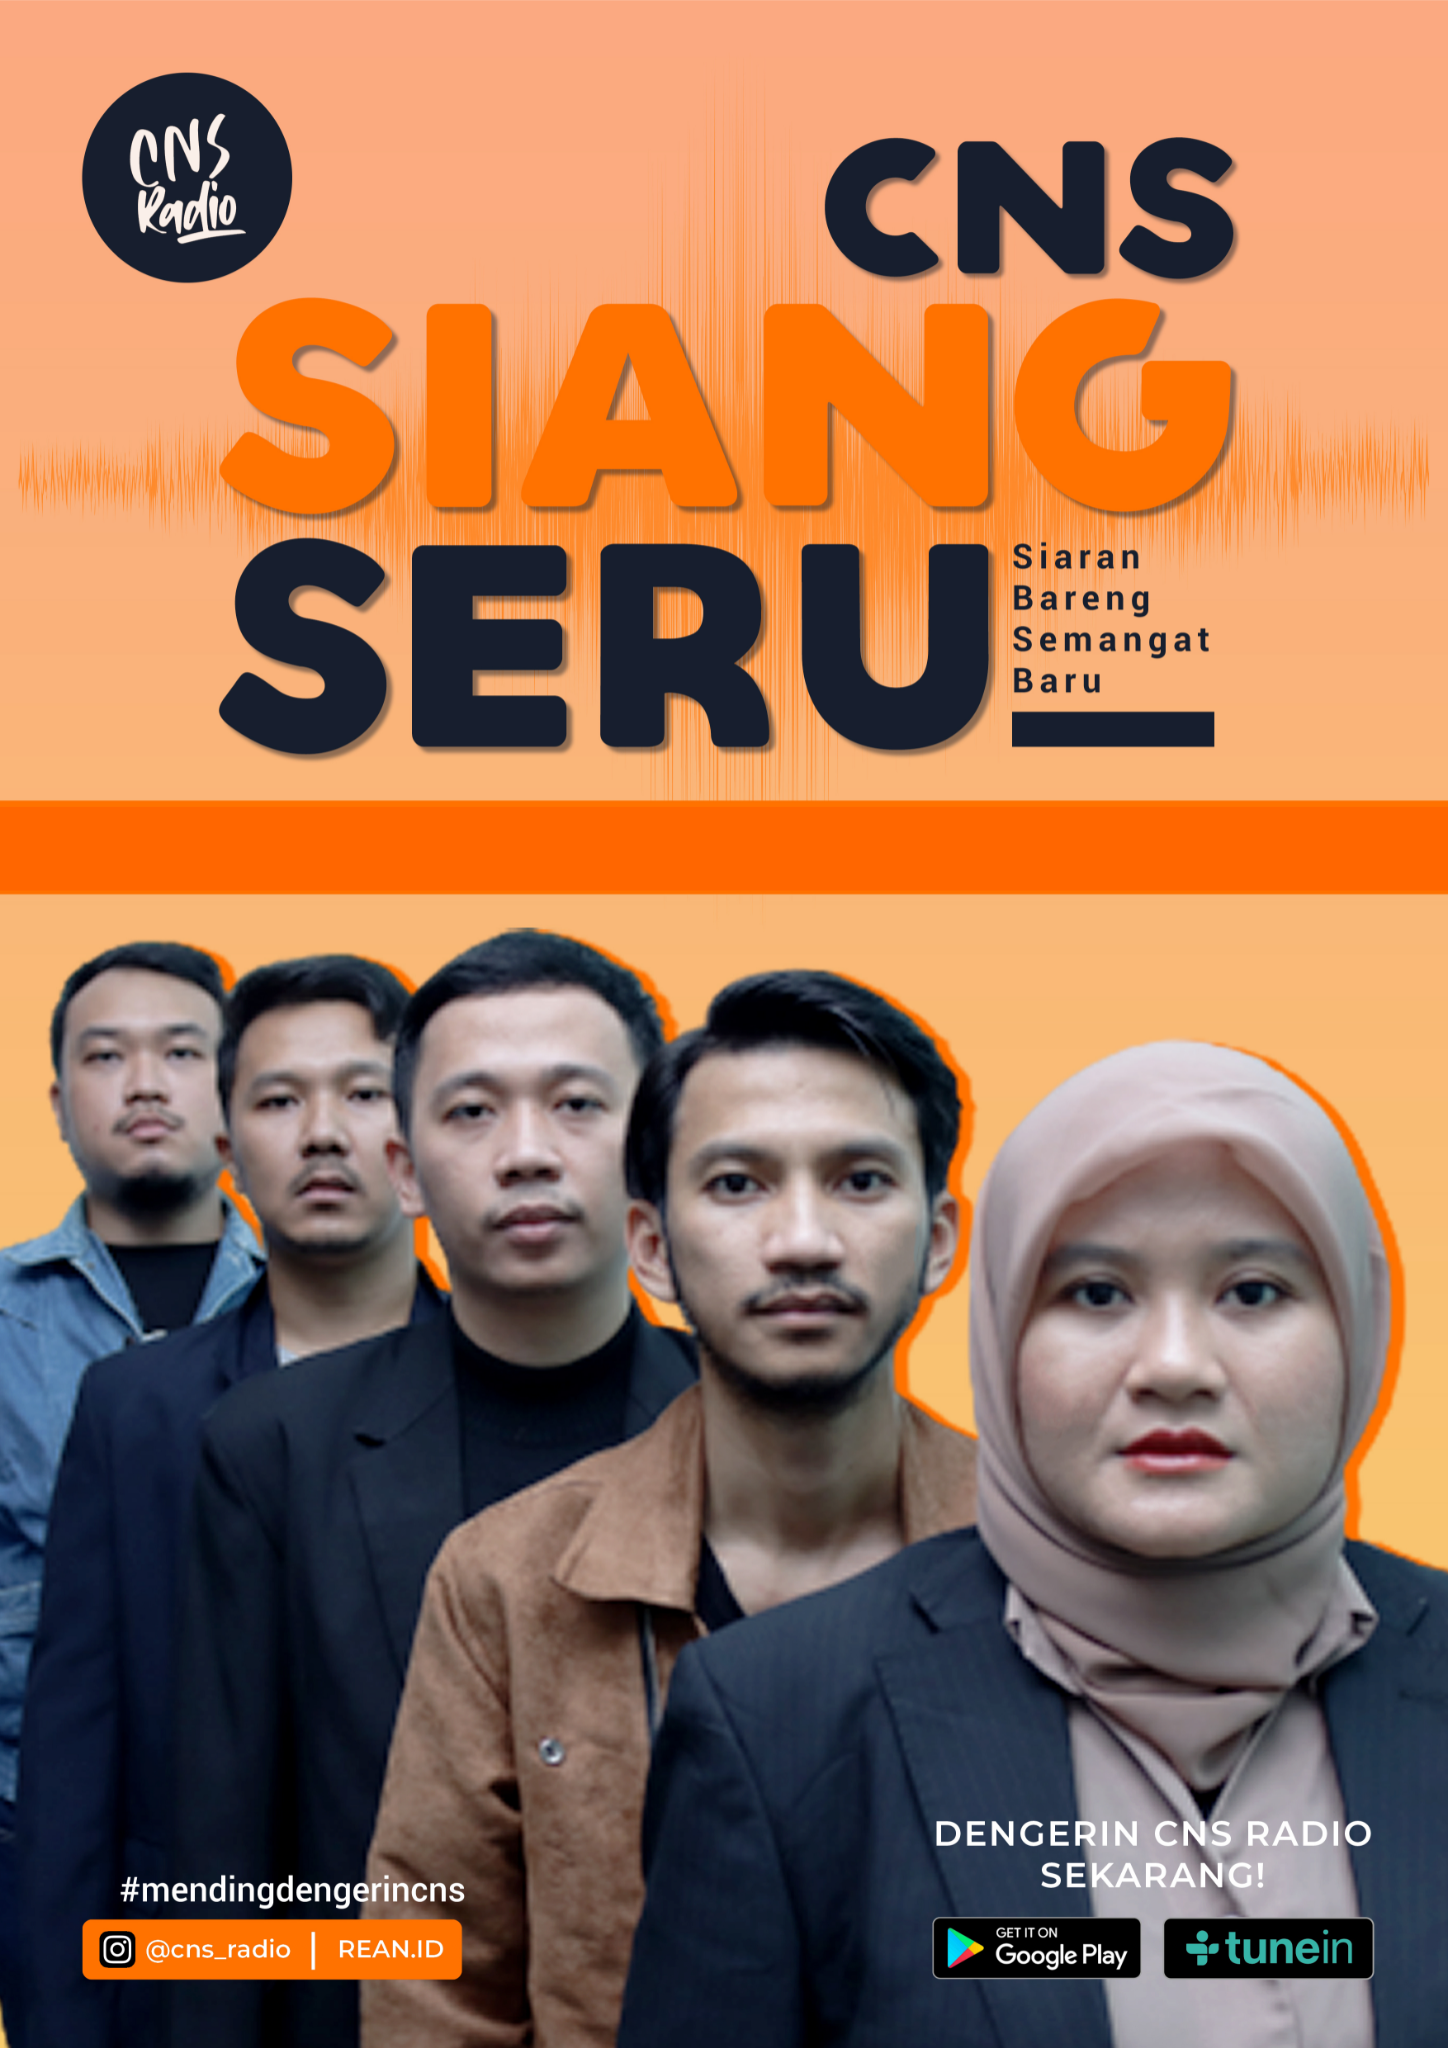 CNS
Radio
CNS
SIANG
SERU
Siaran
Bareng
Semangat
Baru
#mendingdengerincns
@cns_radio | REAN.ID
DENGERIN CNS RADIO
SEKARANG!
GET IT ON
Google Play
tunein